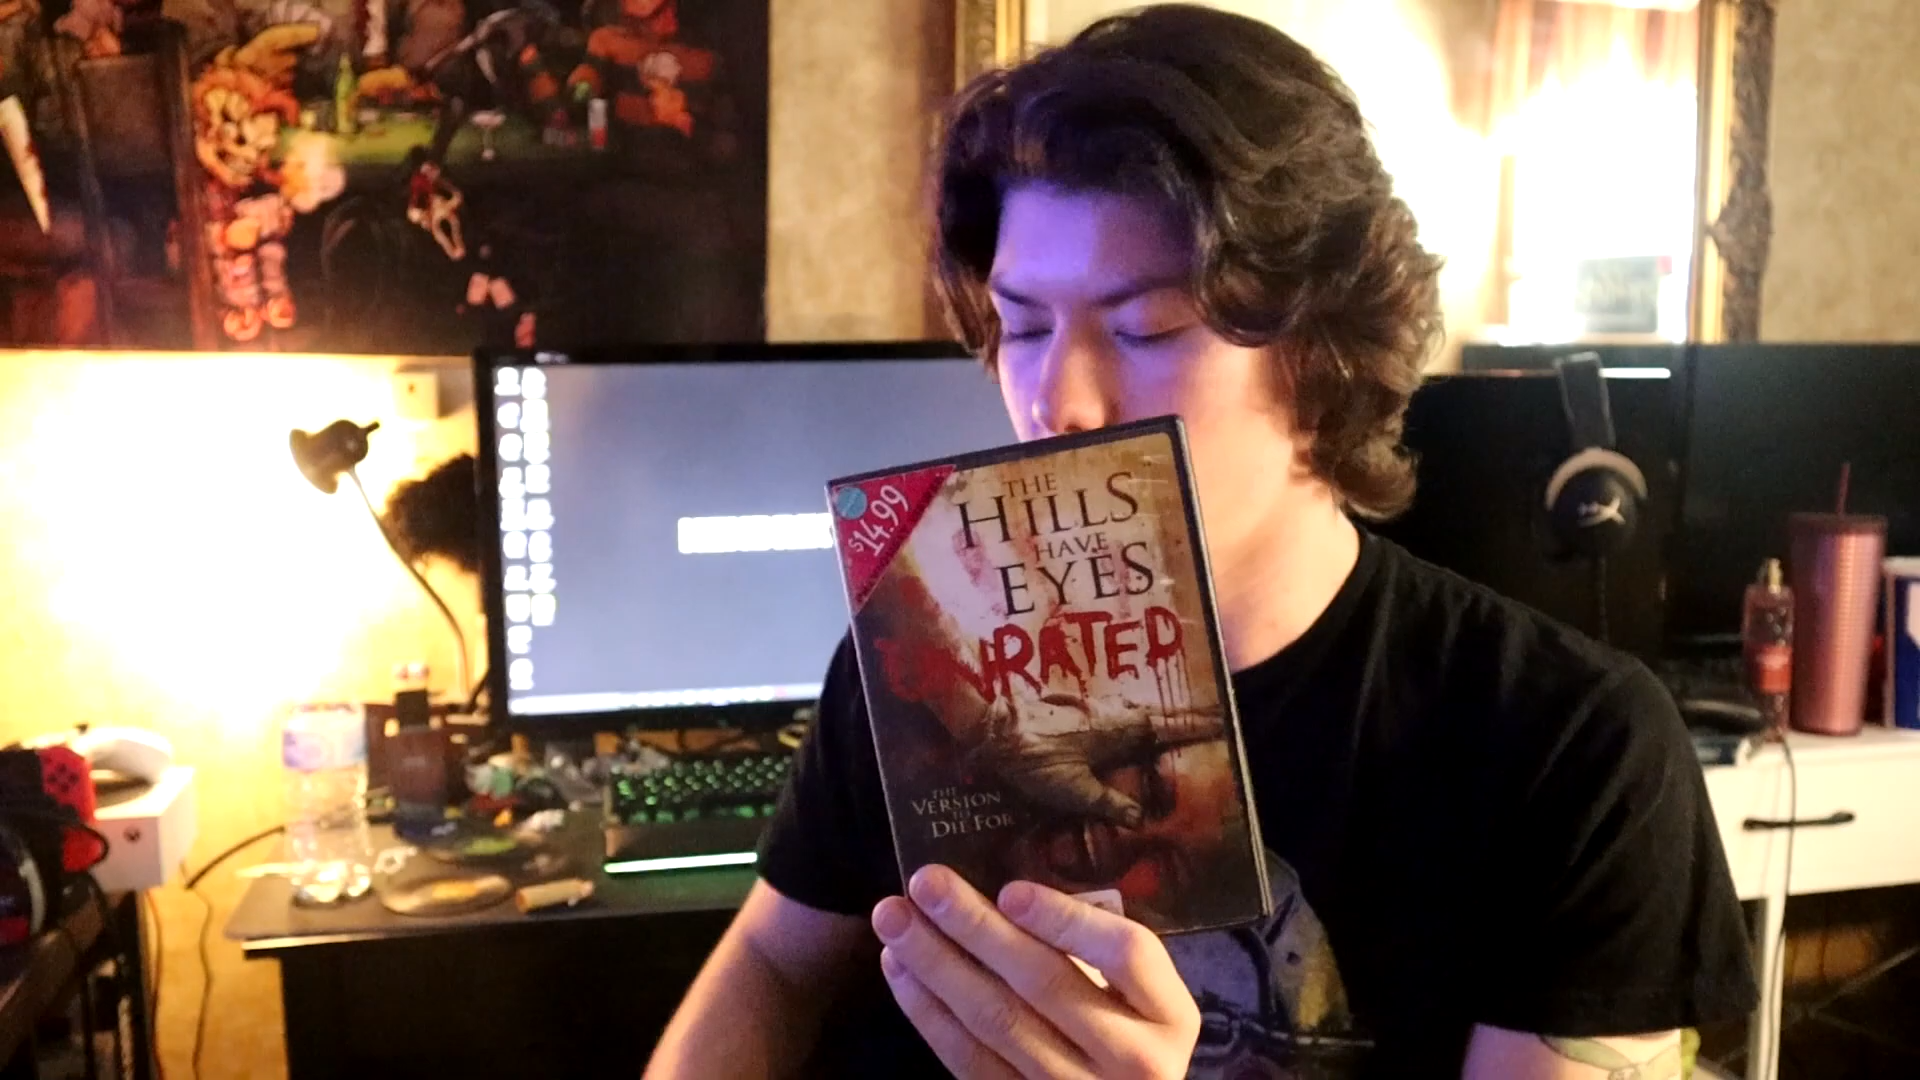 $14.99
THE
HILLS
HAVE
EYES
UNRATED
THE
VERSION
TO
DIE FOR